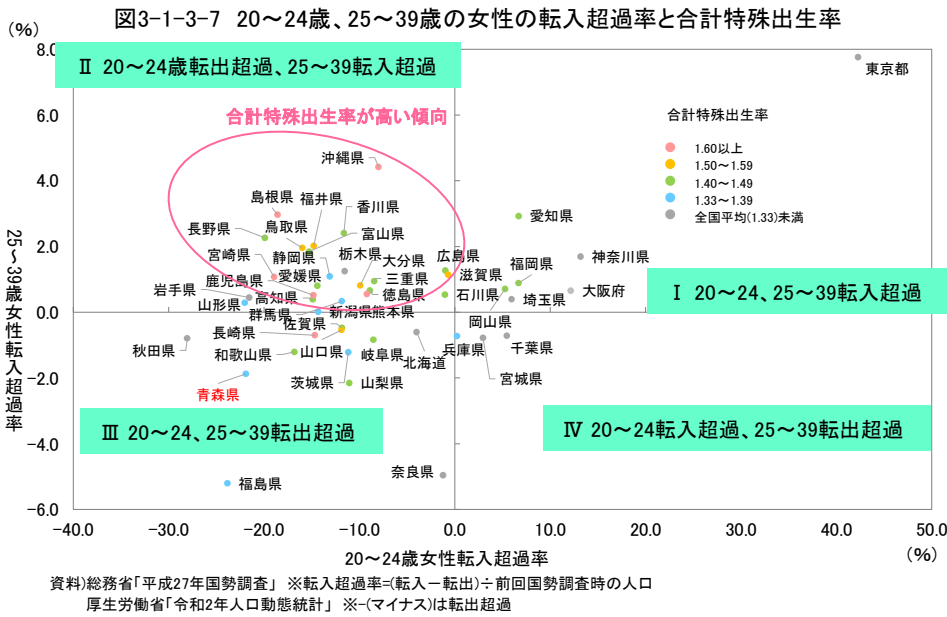 図3-1-3-7 20～24歳、25～39歳の女性の転入超過率と合計特殊出生率
(%)
8.0
6.0
4.0
2.0
0.0
-2.0
-4.0
-6.0
25～39歳女性転入超過率
Ⅱ 20～24歳転出超過、25～39転入超過
合計特殊出生率が高い傾向
東京都
合計特殊出生率
1.60以上
1.50～1.59
1.40～1.49
1.33～1.39
全国平均(1.33)未満
沖縄県
島根県
福井県
香川県
鳥取県
長野県
富山県
愛知県
宮崎県
静岡県
栃木県
大分県
広島県
神奈川県
鹿児島県
愛媛県
三重県
滋賀県
福岡県
岩手県
高知県
徳島県
石川県
埼玉県
大阪府
Ⅰ 20～24、25～39転入超過
山形県
群馬県
新潟県
熊本県
岡山県
長崎県
佐賀県
秋田県
和歌山県
山口県
岐阜県
北海道
兵庫県
千葉県
青森県
茨城県
山梨県
宮城県
Ⅲ 20～24、25～39転出超過
Ⅳ 20～24転入超過、25～39転出超過
奈良県
福島県
-40.0 -30.0 -20.0 -10.0 0.0 10.0 20.0 30.0 40.0 50.0
20～24歳女性転入超過率
(%)
資料)総務省「平成27年国勢調査」 ※転入超過率=(転入－転出)÷前回国勢調査時の人口
厚生労働省「令和2年人口動態統計」 ※-(マイナス)は転出超過